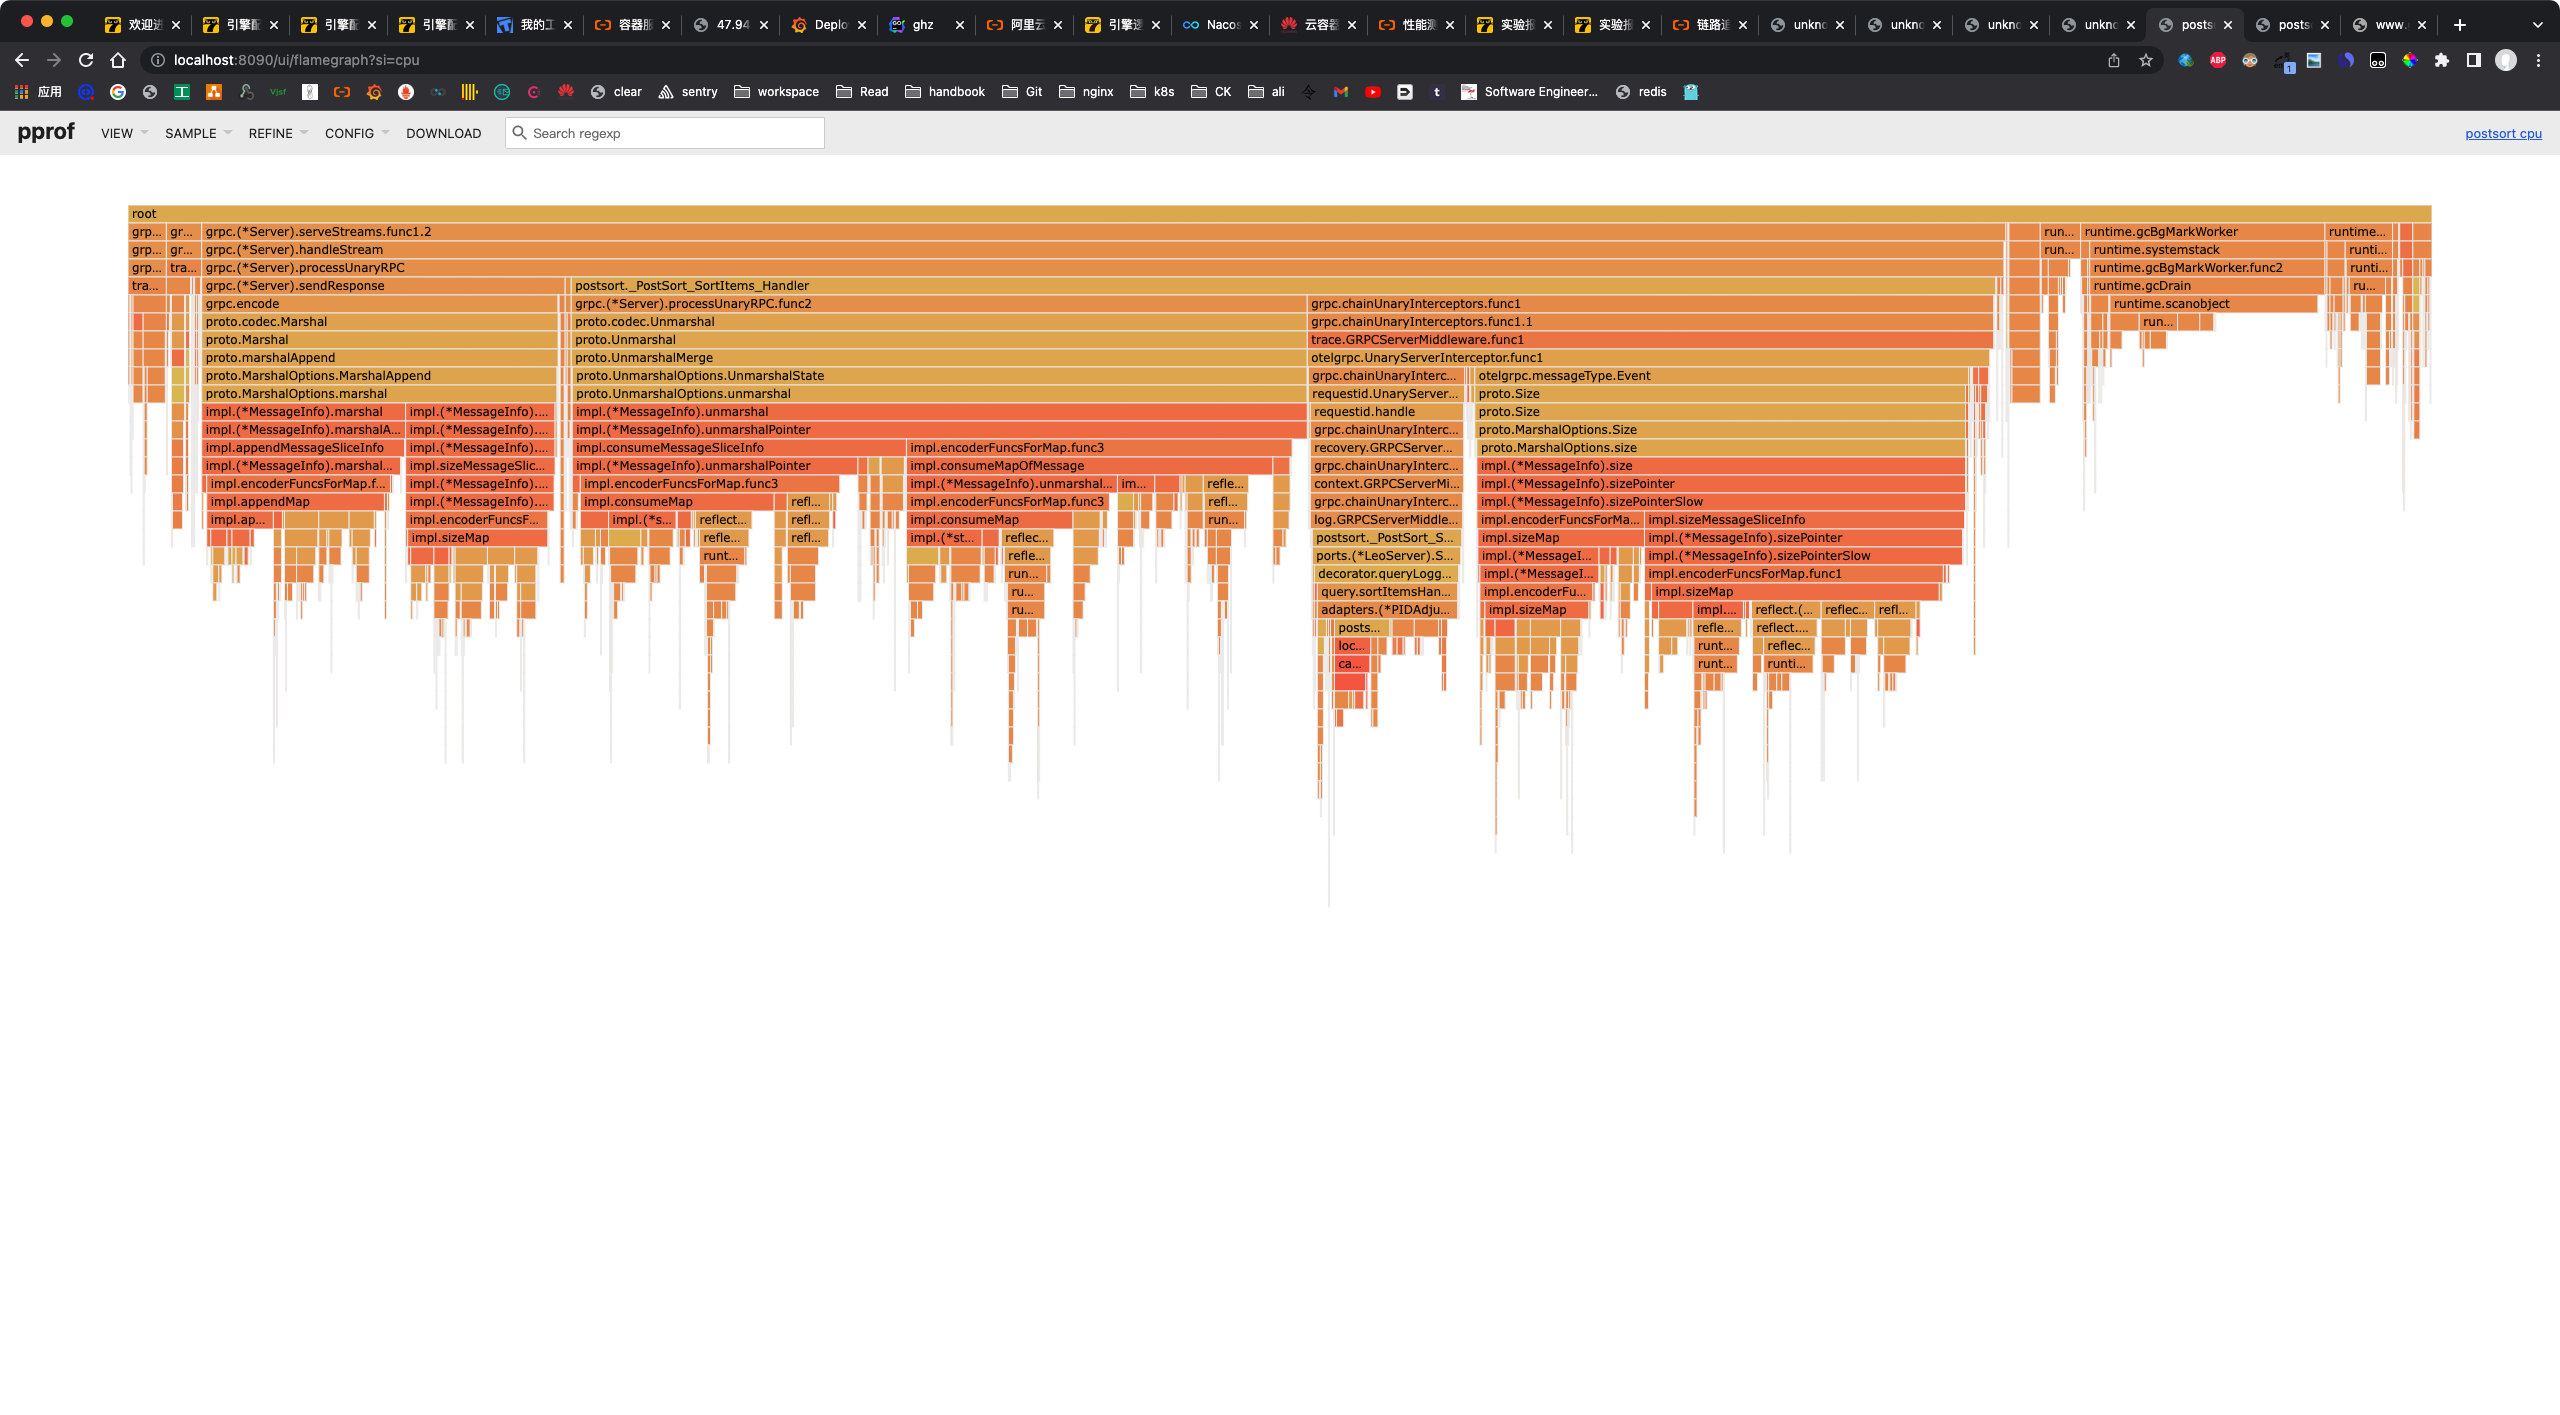 欢迎进 引擎配 引擎配 引擎配 我的工 容器服 47.94 Deplo ghz 阿里云 引擎逻 Nacos 云容器 性能测 实验报 实验报 链路追 unkno unkno unkno unkno posts posts www.
localhost:8090/ui/flamegraph?si=cpu
应用 clear sentry workspace Read handbook Git nginx k8s CK ali Software Engineer... redis
pprof VIEW SAMPLE REFINE CONFIG DOWNLOAD Search regexp postsort cpu
root
grp... gr... grpc.(*Server).serveStreams.func1.2 run... runtime.gcBgMarkWorker runtime...
grp... gr... grpc.(*Server).handleStream run... runtime.systemstack runti...
grp... tra... grpc.(*Server).processUnaryRPC runtime.gcBgMarkWorker.func2 runti...
tra... grpc.(*Server).sendResponse postsort._PostSort_SortItems_Handler runtime.gcDrain ru...
grpc.encode grpc.(*Server).processUnaryRPC.func2 grpc.chainUnaryInterceptors.func1 runtime.scanobject
proto.codec.Marshal proto.codec.Unmarshal grpc.chainUnaryInterceptors.func1.1 run...
proto.Marshal proto.Unmarshal trace.GRPCServerMiddleware.func1
proto.marshalAppend proto.UnmarshalMerge otelgrpc.UnaryServerInterceptor.func1
proto.MarshalOptions.MarshalAppend proto.UnmarshalOptions.UnmarshalState grpc.chainUnaryInterc... otelgrpc.messageType.Event
proto.MarshalOptions.marshal proto.UnmarshalOptions.unmarshal requestid.UnaryServer... proto.Size
impl.(*MessageInfo).marshal impl.(*MessageInfo).... impl.(*MessageInfo).unmarshal requestid.handle proto.Size
impl.(*MessageInfo).marshalA... impl.(*MessageInfo).... impl.(*MessageInfo).unmarshalPointer grpc.chainUnaryInterc... proto.MarshalOptions.Size
impl.appendMessageSliceInfo impl.(*MessageInfo).... impl.consumeMessageSliceInfo impl.encoderFuncsForMap.func3 recovery.GRPCServer... proto.MarshalOptions.size
impl.(*MessageInfo).marshal... impl.sizeMessageSlic... impl.(*MessageInfo).unmarshalPointer impl.consumeMapOfMessage grpc.chainUnaryInterc... impl.(*MessageInfo).size
impl.encoderFuncsForMap.f... impl.(*MessageInfo).... impl.encoderFuncsForMap.func3 impl.(*MessageInfo).unmarshal... im... refle... context.GRPCServerMi... impl.(*MessageInfo).sizePointer
impl.appendMap impl.(*MessageInfo).... impl.consumeMap refl... impl.encoderFuncsForMap.func3 refl... grpc.chainUnaryInterc... impl.(*MessageInfo).sizePointerSlow
impl.ap... impl.encoderFuncsF... impl.(*s... reflect... refl... impl.consumeMap run... log.GRPCServerMiddle... impl.encoderFuncsForMa... impl.sizeMessageSliceInfo
impl.sizeMap refle... refl... impl.(*st... reflec... postsort._PostSort_S... impl.sizeMap impl.(*MessageInfo).sizePointer
runt... refle... ports.(*LeoServer).S... impl.(*MessageI... impl.(*MessageInfo).sizePointerSlow
run... decorator.queryLogg... impl.(*MessageI... impl.encoderFuncsForMap.func1
ru... query.sortItemsHan... impl.encoderFu... impl.sizeMap
ru... adapters.(*PIDAdju... impl.sizeMap impl.... reflect.(... reflec... refl...
posts... refle... reflect....
loc... runt... reflec...
ca... runt... runti...